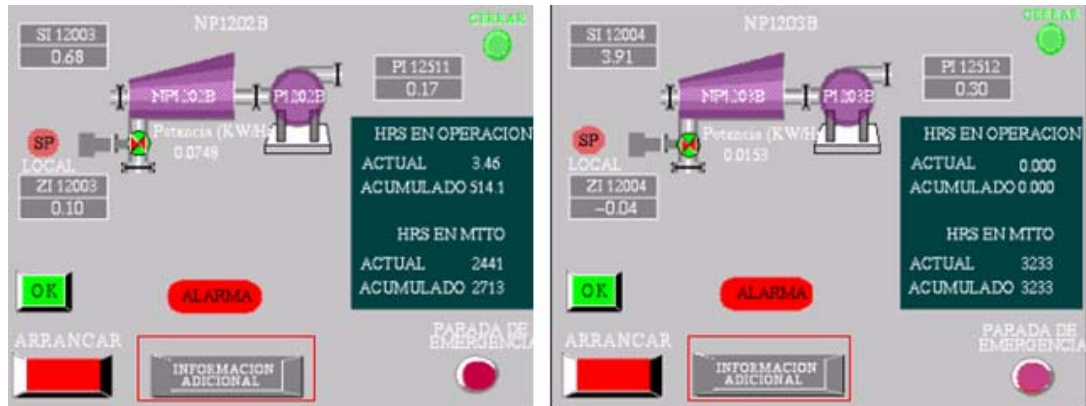 NP1202B
CERRAR
SI 12003
0.68
PI 12511
0.17
NP1202B
P1202B
SP
LOCAL
Potencia (KW/H
0.0748
ZI 12003
0.10
HRS EN OPERACION
ACTUAL 3.46
ACUMULADO 514.1
HRS EN MTTO
ACTUAL 2441
ACUMULADO 2713
OK
ALARMA
ARRANCAR
INFORMACION
ADICIONAL
PARADA DE
EMERGENCIA
NP1203B
CERRAR
SI 12004
3.91
PI 12512
0.30
NP1203B
P1203B
SP
LOCAL
Potencia (KW/H
0.0153
ZI 12004
-0.04
HRS EN OPERACION
ACTUAL 0.000
ACUMULADO 0.000
HRS EN MTTO
ACTUAL 3233
ACUMULADO 3233
OK
ALARMA
ARRANCAR
INFORMACION
ADICIONAL
PARADA DE
EMERGENCIA